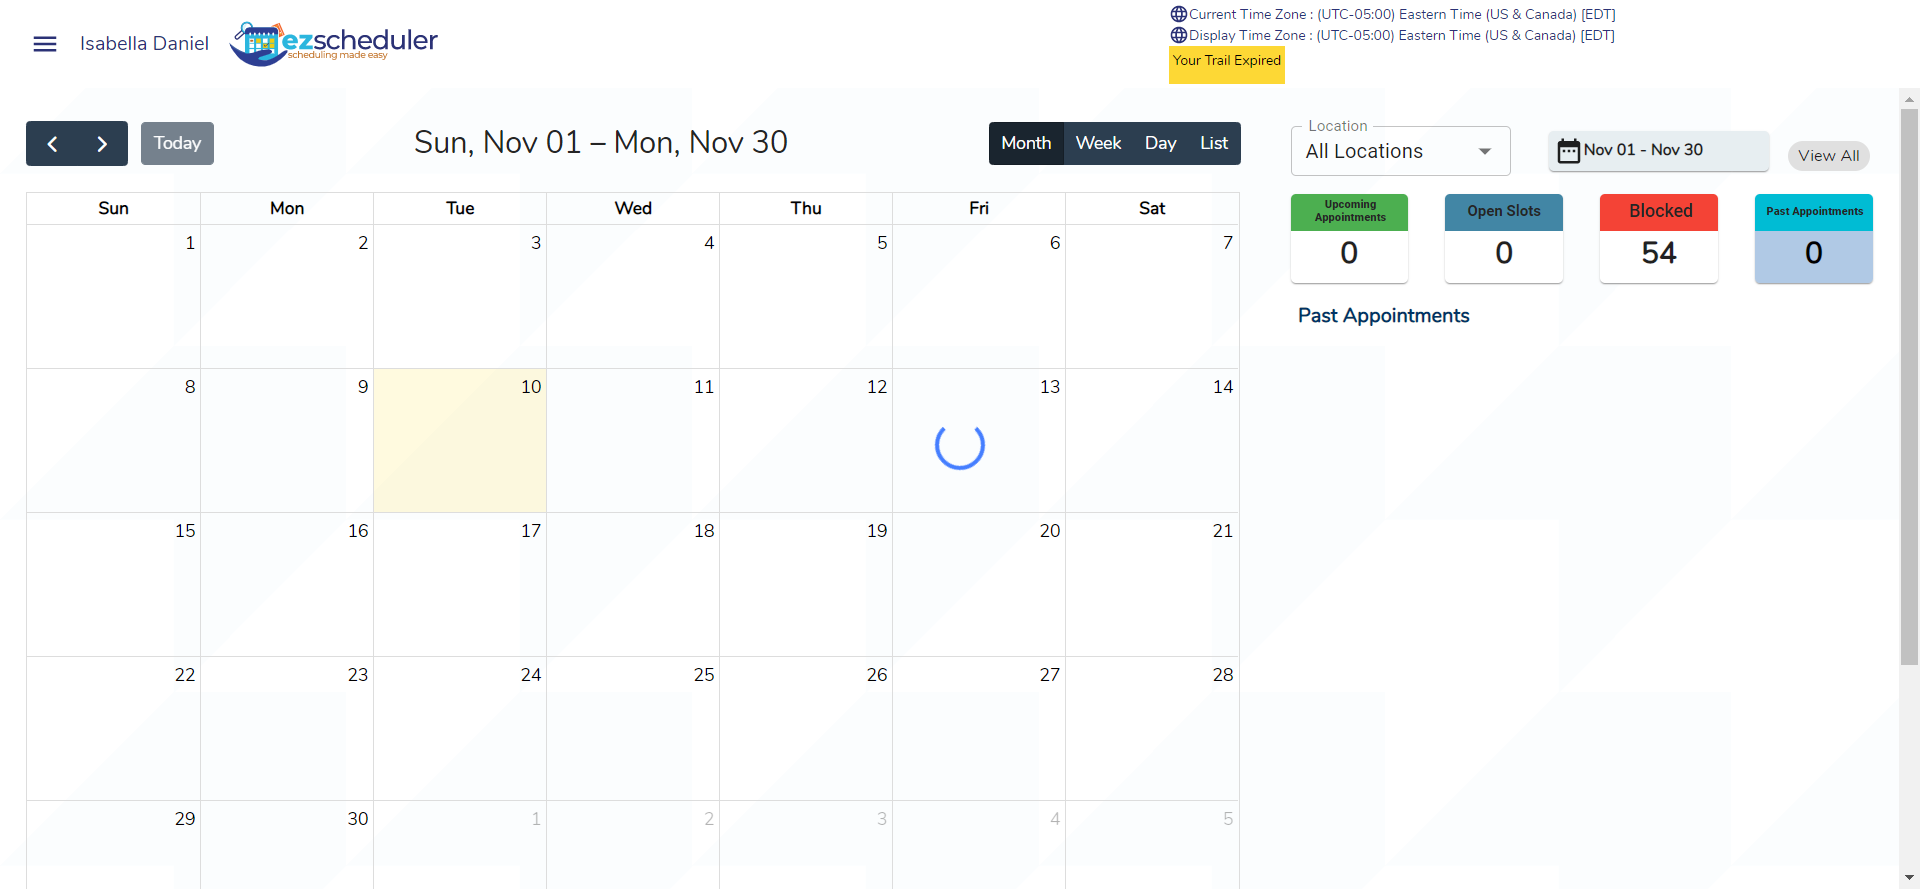 Isabella Daniel
ezscheduler
scheduling made easy
Current Time Zone : (UTC-05:00) Eastern Time (US & Canada) [EDT]
Display Time Zone : (UTC-05:00) Eastern Time (US & Canada) [EDT]
Your Trail Expired
Today
Sun, Nov 01 – Mon, Nov 30
Month Week Day List
Location
All Locations
Nov 01 - Nov 30
View All
Upcoming
Appointments
0
Open Slots
0
Blocked
54
Past Appointments
0
Past Appointments
Sun Mon Tue Wed Thu Fri Sat
1 2 3 4 5 6 7
8 9 10 11 12 13 14
15 16 17 18 19 20 21
22 23 24 25 26 27 28
29 30 1 2 3 4 5